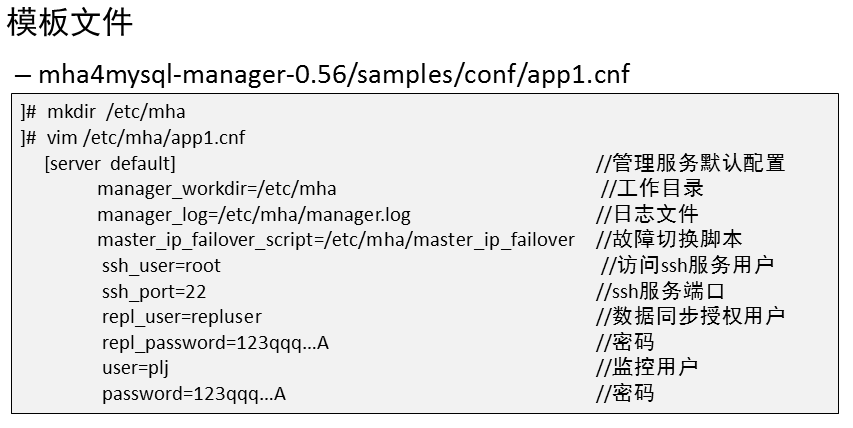 模板文件
– mha4mysql-manager-0.56/samples/conf/app1.cnf
]# mkdir /etc/mha
]# vim /etc/mha/app1.cnf
[server default] //管理服务默认配置
manager_workdir=/etc/mha //工作目录
manager_log=/etc/mha/manager.log //日志文件
master_ip_failover_script=/etc/mha/master_ip_failover //故障切换脚本
ssh_user=root //访问ssh服务用户
ssh_port=22 //ssh服务端口
repl_user=repluser //数据同步授权用户
repl_password=123qqq...A //密码
user=plj //监控用户
password=123qqq...A //密码